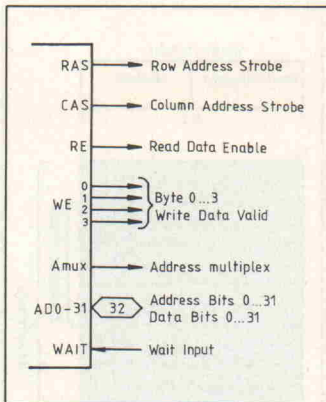 RAS Row Address Strobe
CAS Column Address Strobe
RE Read Data Enable
0
1 Byte 0...3
WE 2 Write Data Valid
3
Amux Address multiplex
AD0-31 32 Address Bits 0...31
Data Bits 0...31
WAIT Wait Input